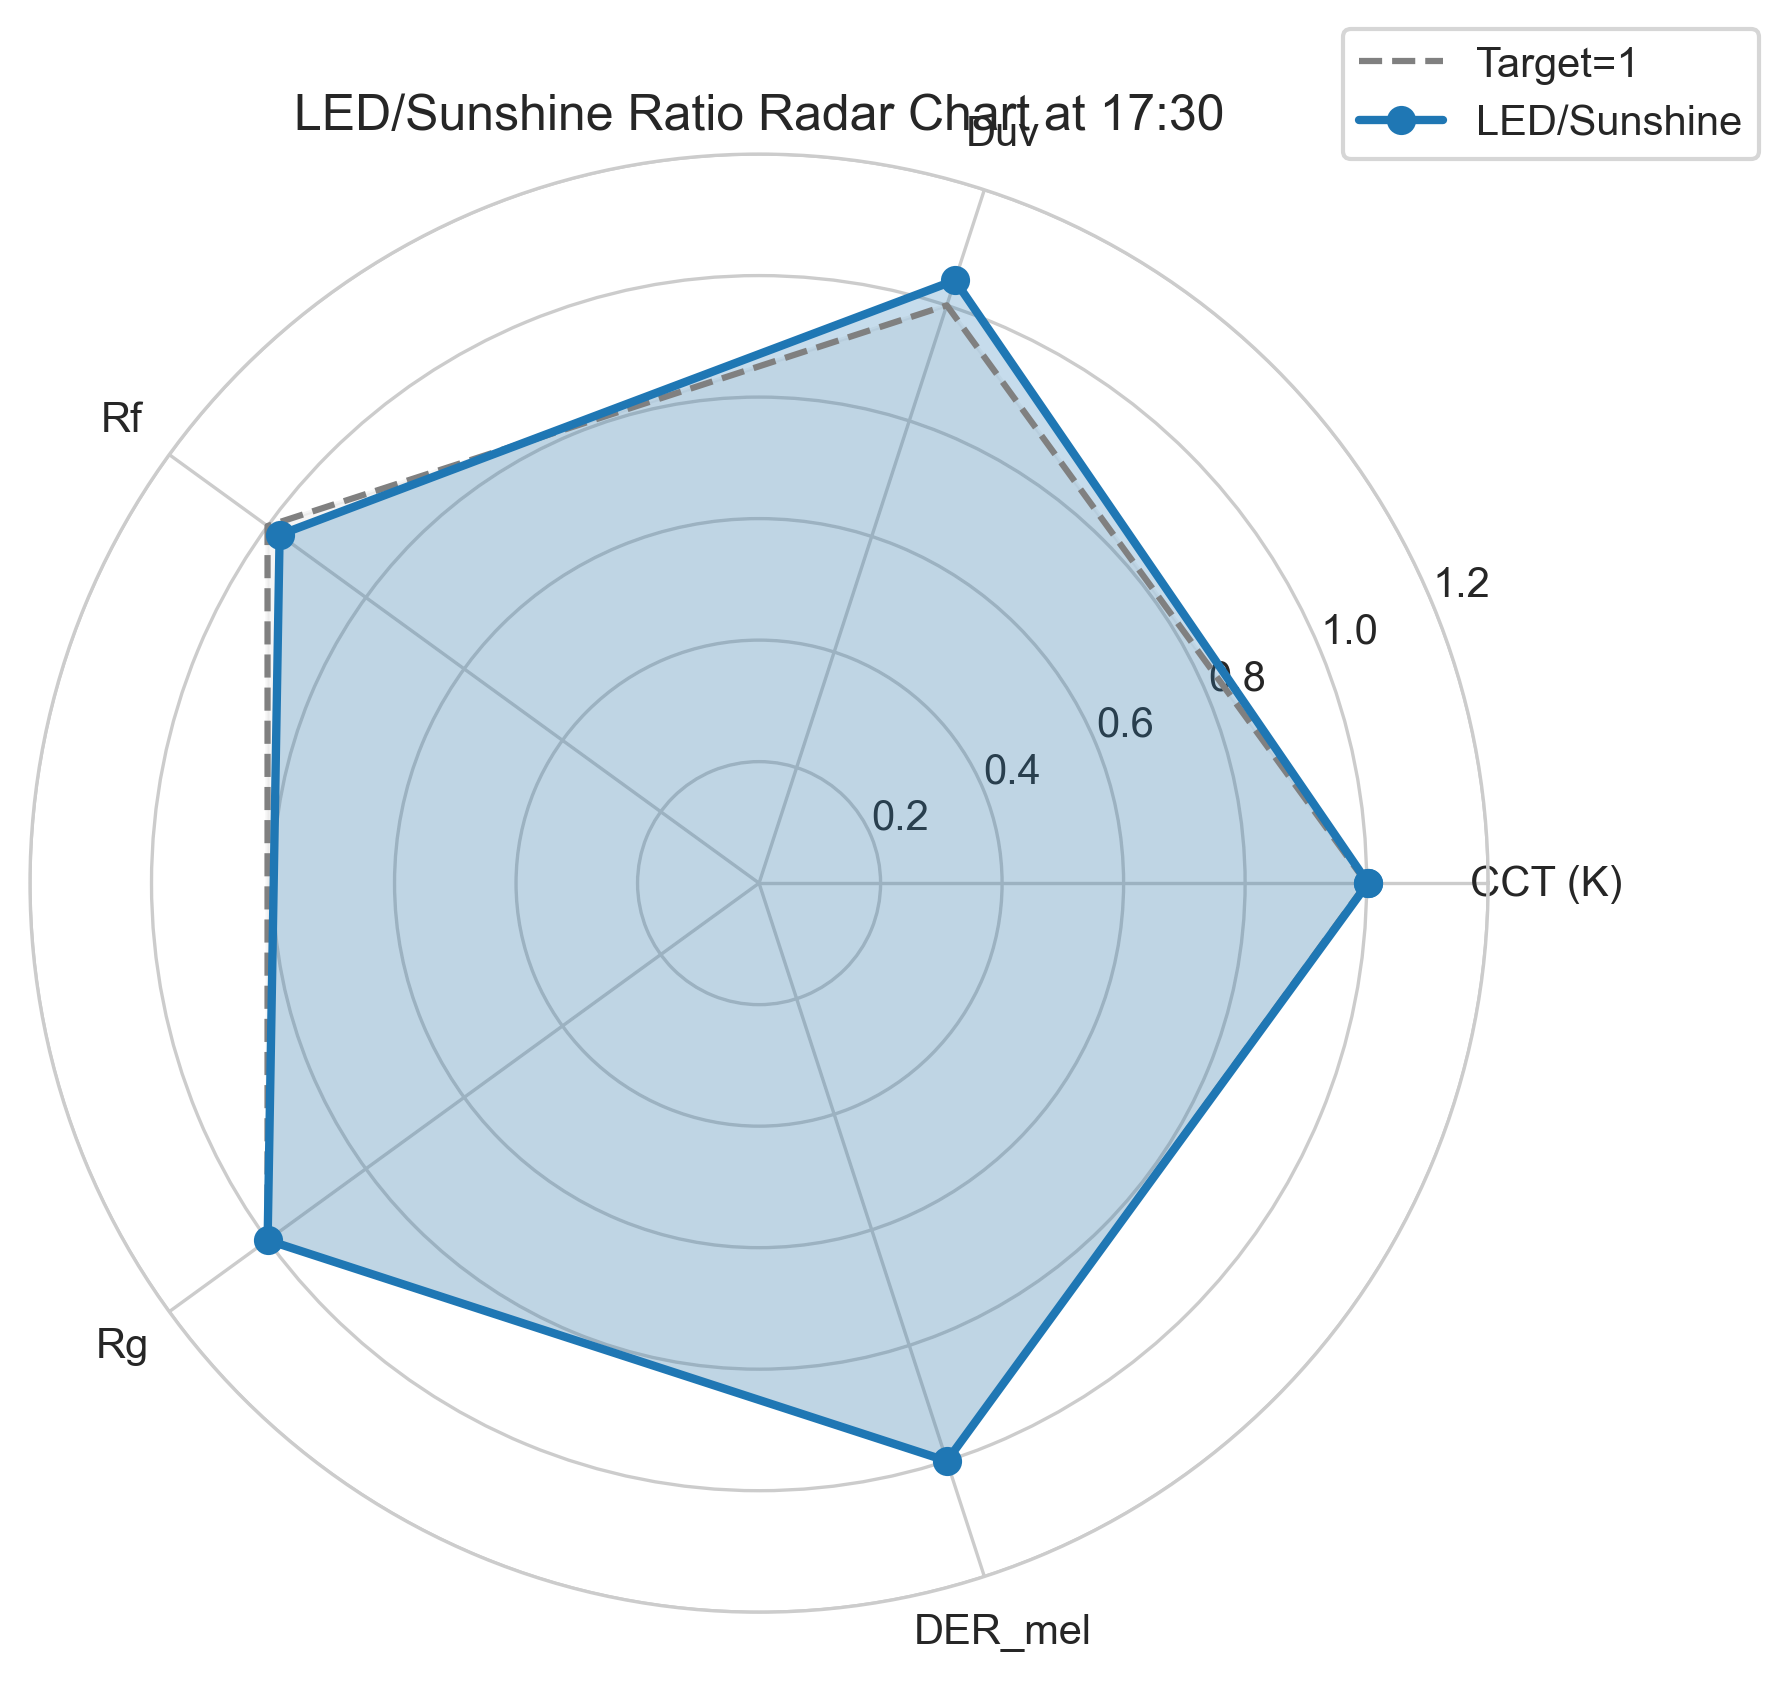 Target=1
LED/Sunshine
LED/Sunshine Ratio Radar Chart at 17:30
Duv
Rf
1.2
1.0
0.8
0.6
0.4
0.2
CCT (K)
Rg
DER_mel